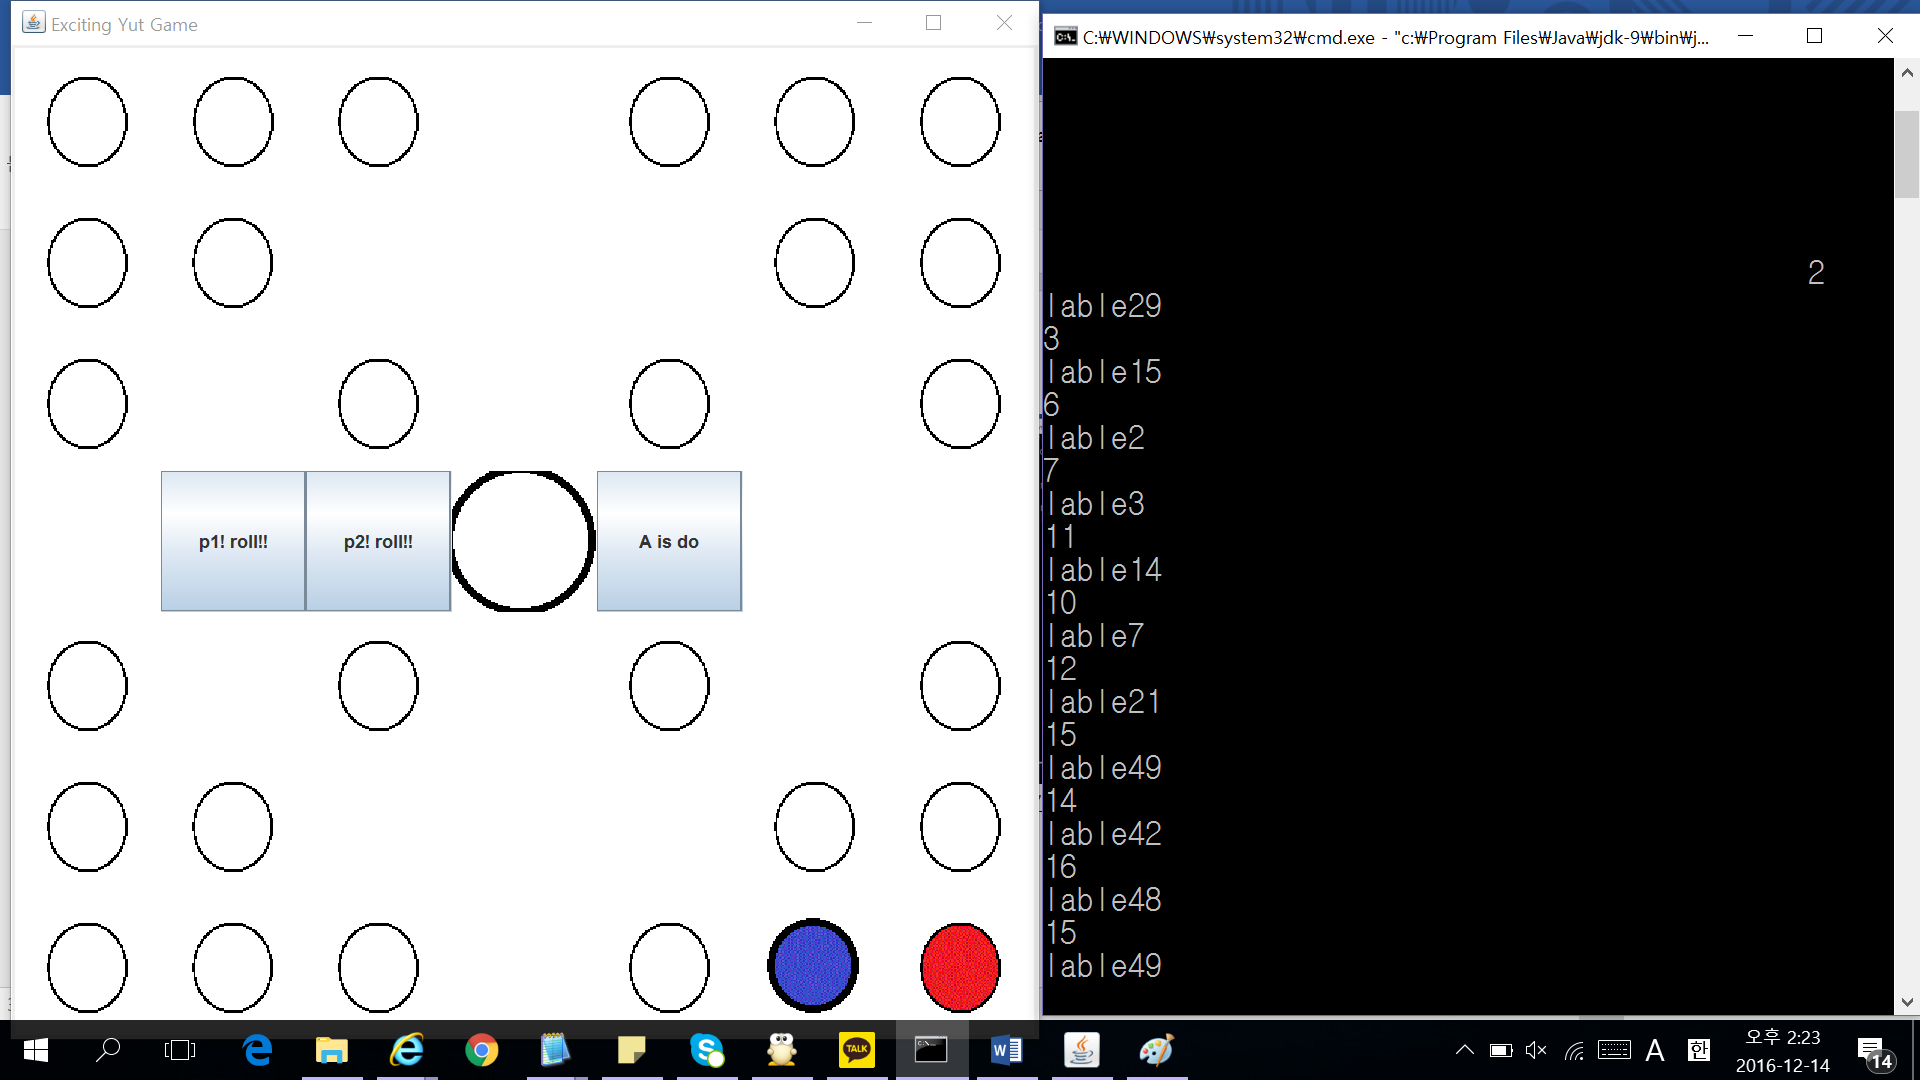 Exciting Yut Game
p1! roll!!
p2! roll!!
A is do
C:₩WINDOWS₩system32₩cmd.exe - "c:₩Program Files₩Java₩jdk-9₩bin₩j...
2
lable29
3
lable15
6
lable2
7
lable3
11
lable14
10
lable7
12
lable21
15
lable49
14
lable42
16
lable48
15
lable49
TALK
A
한
오후 2:23
2016-12-14
14